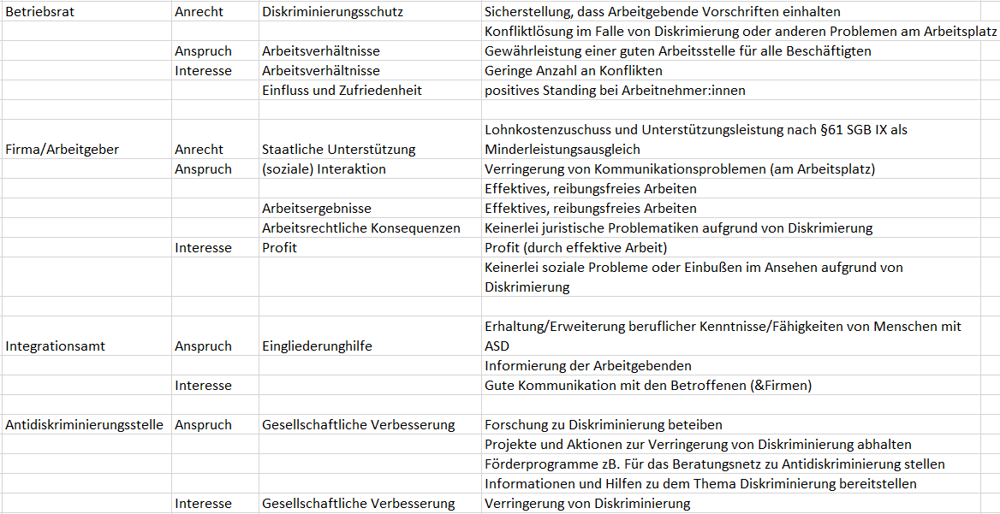 Betriebsrat Anrecht Diskriminierungsschutz Sicherstellung, dass Arbeitgebende Vorschriften einhalten
Konfliktlösung im Falle von Diskrimierung oder anderen Problemen am Arbeitsplatz
Anspruch Arbeitsverhältnisse Gewährleistung einer guten Arbeitsstelle für alle Beschäftigten
Interesse Arbeitsverhältnisse Geringe Anzahl an Konflikten
Einfluss und Zufriedenheit positives Standing bei Arbeitnehmer:innen
Lohnkostenzuschuss und Unterstützungsleistung nach §61 SGB IX als
Firma/Arbeitgeber Anrecht Staatliche Unterstützung Minderleistungsausgleich
Anspruch (soziale) Interaktion Verringerung von Kommunikationsproblemen (am Arbeitsplatz)
Effektives, reibungsfreies Arbeiten
Arbeitsergebnisse Effektives, reibungsfreies Arbeiten
Arbeitsrechtliche Konsequenzen Keinerlei juristische Problematiken aufgrund von Diskrimierung
Interesse Profit Profit (durch effektive Arbeit)
Keinerlei soziale Probleme oder Einbußen im Ansehen aufgrund von
Diskrimierung
Erhaltung/Erweiterung beruflicher Kenntnisse/Fähigkeiten von Menschen mit
Integrationsamt Anspruch Eingliederunghilfe ASD
Informierung der Arbeitgebenden
Interesse Gute Kommunikation mit den Betroffenen (&Firmen)
Antidiskriminierungsstelle Anspruch Gesellschaftliche Verbesserung Forschung zu Diskriminierung beteiben
Projekte und Aktionen zur Verringerung von Diskriminierung abhalten
Förderprogramme zB. Für das Beratungsnetz zu Antidiskriminierung stellen
Informationen und Hilfen zu dem Thema Diskriminierung bereitstellen
Interesse Gesellschaftliche Verbesserung Verringerung von Diskriminierung